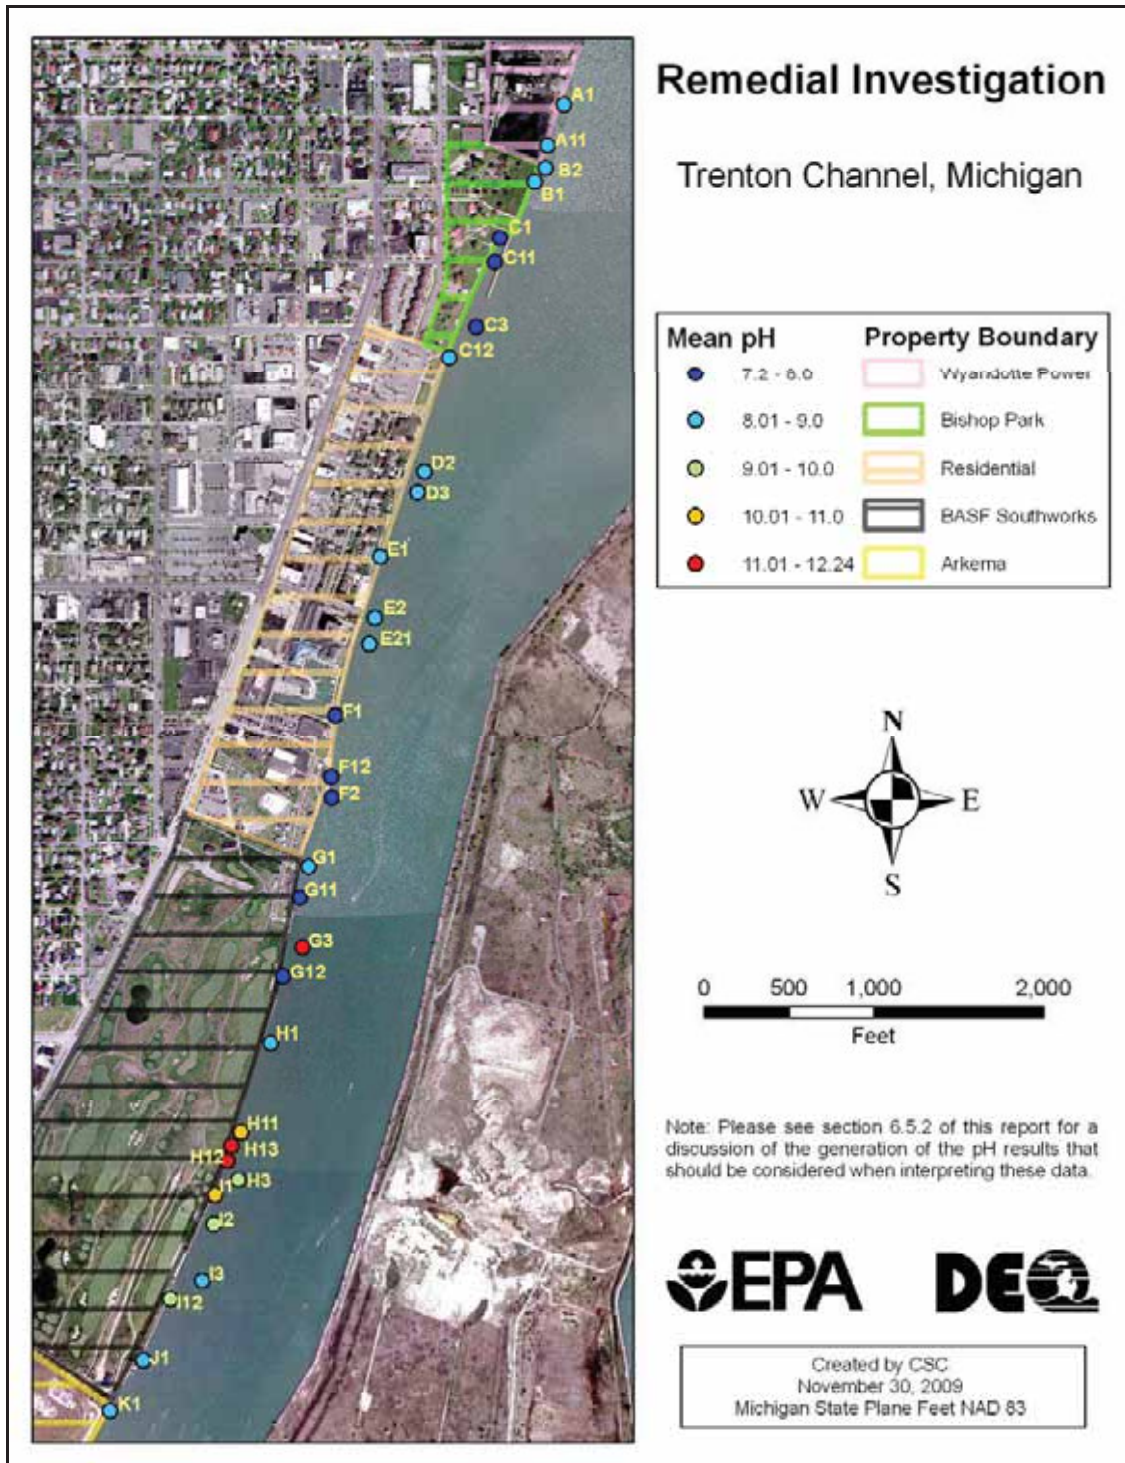 Remedial Investigation
Trenton Channel, Michigan
A1
A11
B2
B1
C1
C11
C3
C12
D2
D3
E1
E2
E21
F1
F12
F2
G1
G11
G3
G12
H1
H11
H13
H12
H3
I1
I2
I3
I12
J1
K1
Mean pH Property Boundary
7.2 - 8.0 Wyandotte Power
8.01 - 9.0 Bishop Park
9.01 - 10.0 Residential
10.01 - 11.0 BASF Southworks
11.01 - 12.24 Arkema
N
W E
S
0 500 1,000 2,000
Feet
Note: Please see section 6.5.2 of this report for a
discussion of the generation of the pH results that
should be considered when interpreting these data.
EPA DEQ
Created by CSC
November 30, 2009
Michigan State Plane Feet NAD 83